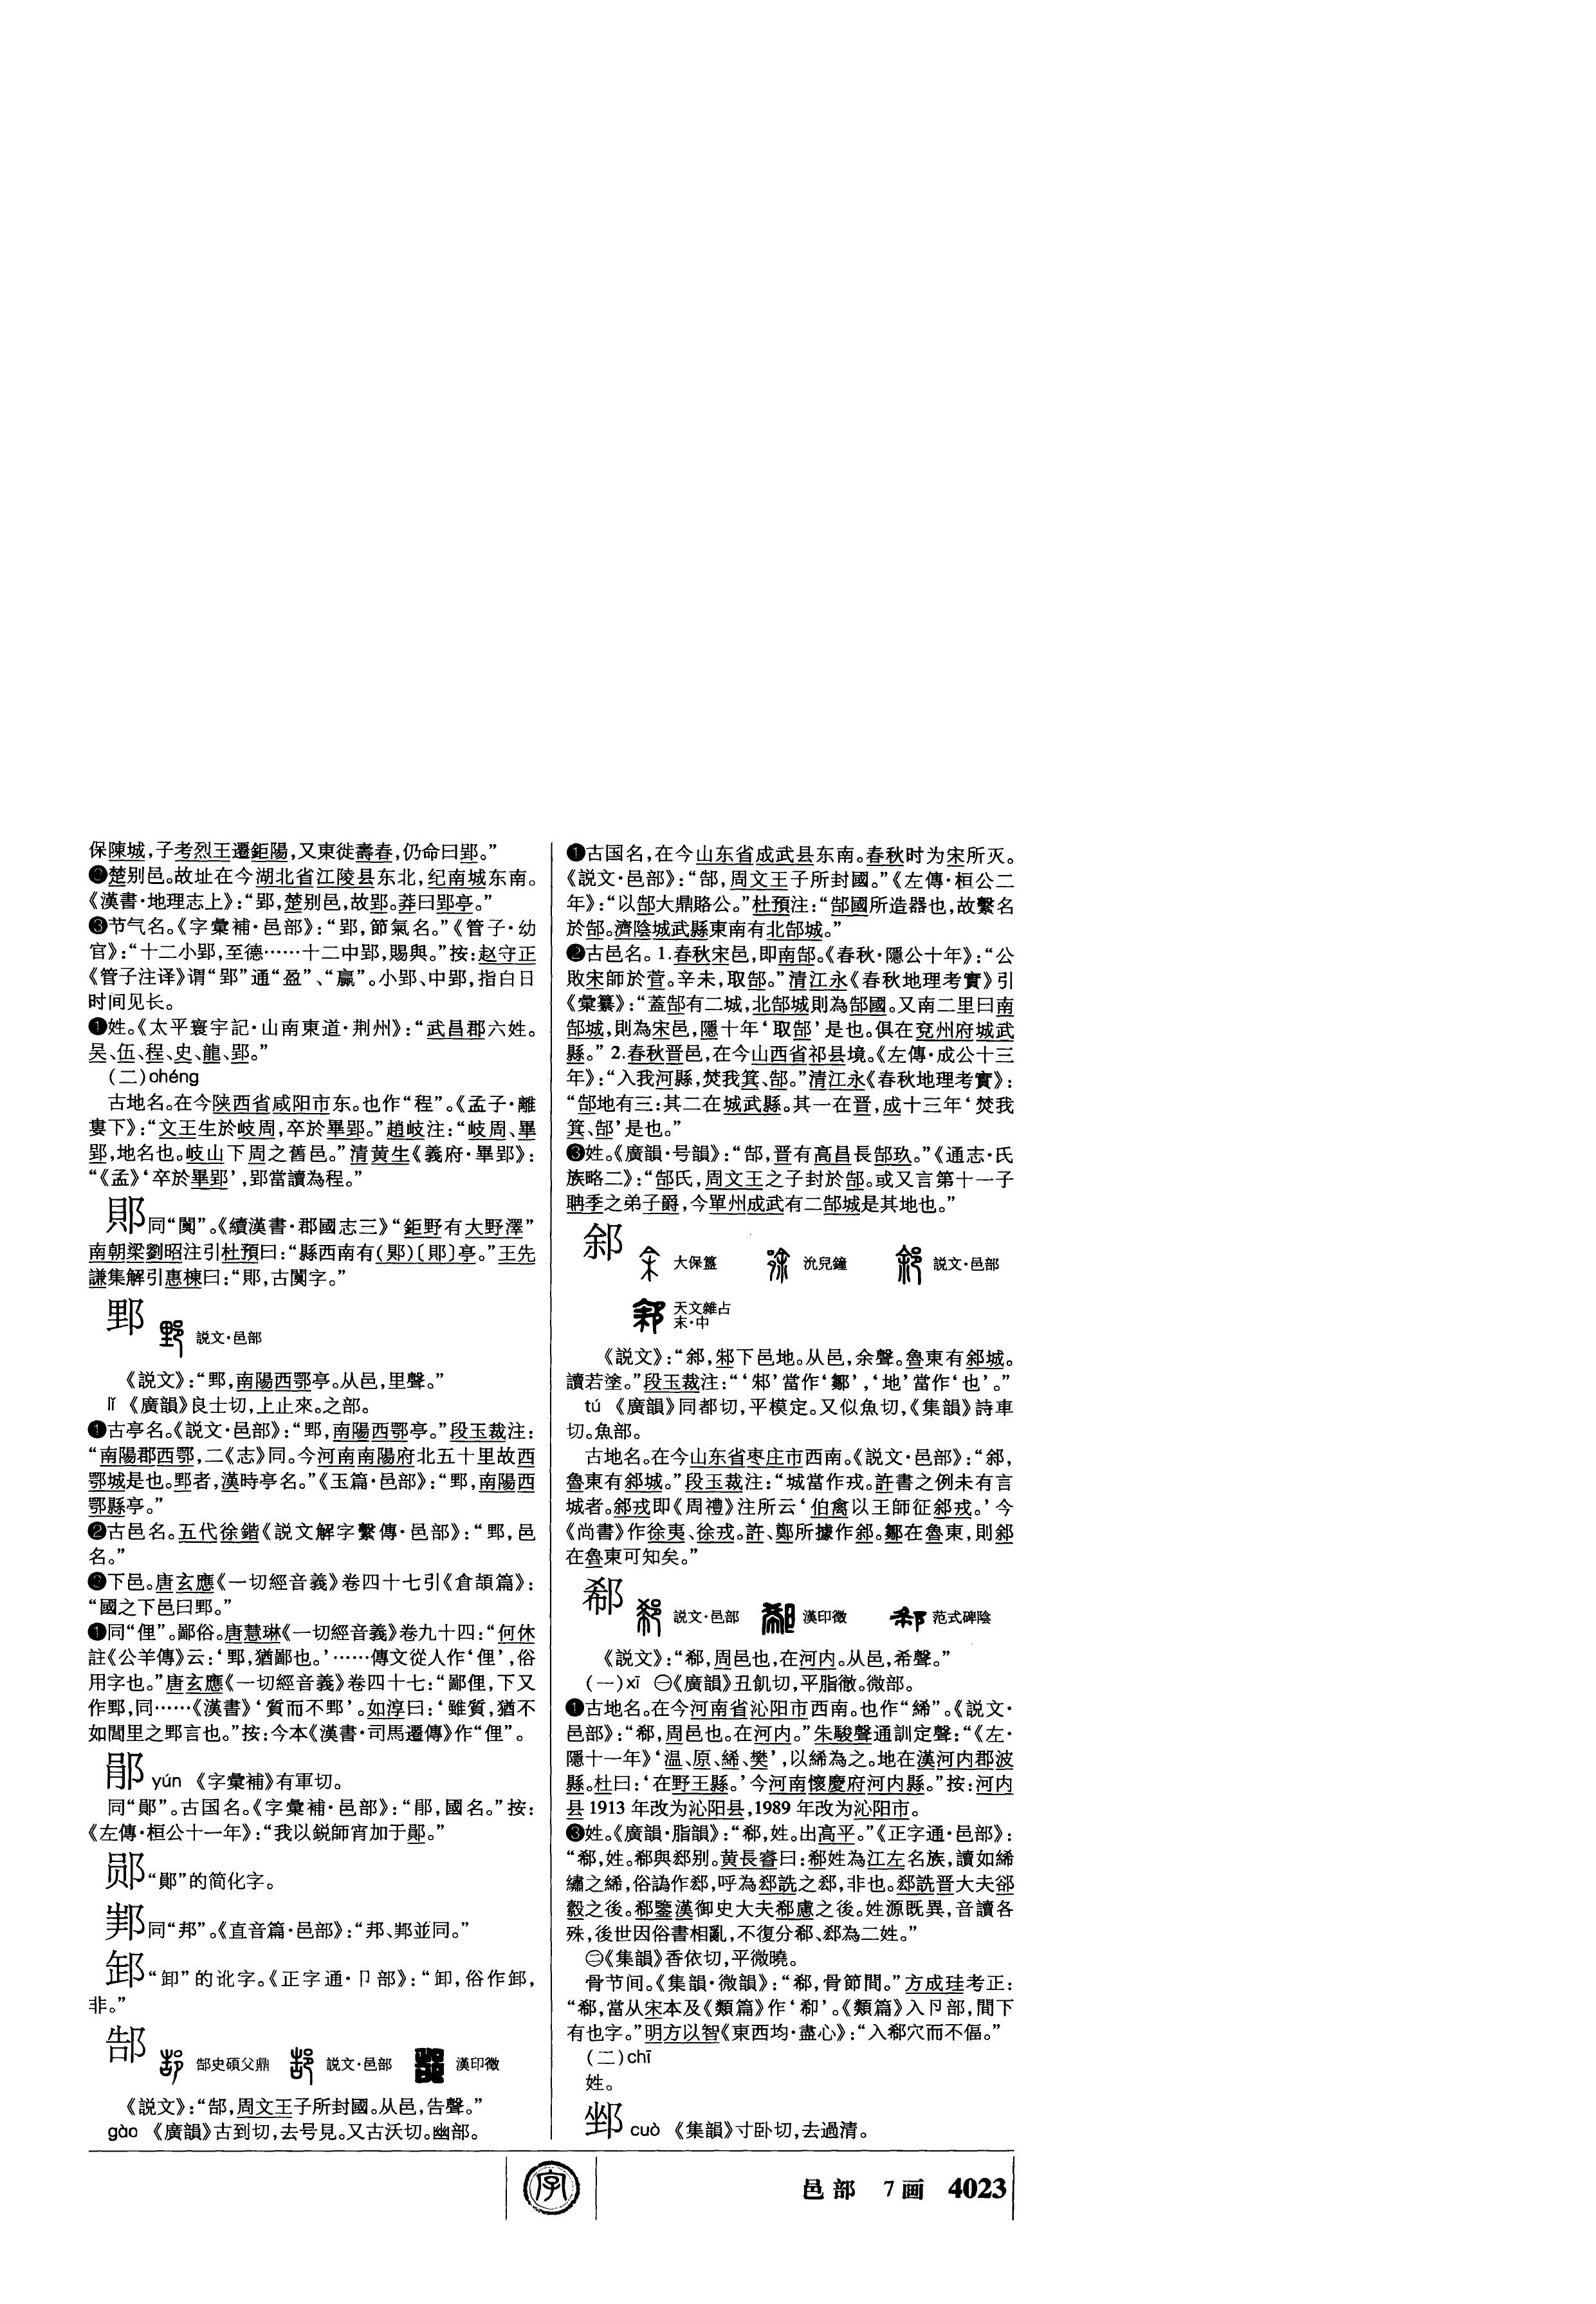 保陳城,子考烈王遷鉅陽,又東徙壽春,仍命曰郢。”
❷楚别邑。故址在今湖北省江陵县东北,纪南城东南。
《漢書·地理志上》:“郢,楚别邑,故郢。莽曰郢亭。”
❸节气名。《字彙補·邑部》:“郢,節氣名。”《管子·幼
官》:“十二小郢,至德……十二中郢,賜與。”按:赵守正
《管子注译》谓“郢”通“盈”、“赢”。小郢、中郢,指白日
时间见长。
❹姓。《太平寰宇記·山南東道·荆州》:“武昌郡六姓。
吴、伍、程、史、龍、郢。”
(二)chéng
古地名。在今陕西省咸阳市东。也作“程”。《孟子·離
婁下》:“文王生於岐周,卒於畢郢。”趙岐注:“岐周、畢
郢,地名也。岐山下周之舊邑。”清黄生《義府·畢郢》:
“《孟》‘卒於畢郢’,郢當讀為程。”
郹同“闃”。《續漢書·郡國志三》“鉅野有大野澤”
南朝梁劉昭注引杜預曰:“縣西南有(鄓)〔郥〕亭。”王先
謙集解引惠棟曰:“郥,古闃字。”
郢
説文·邑部
《説文》:“郢,南陽西鄂亭。从邑,里聲。”
lǐ 《廣韻》良士切,上止來。之部。
❶古亭名。《説文·邑部》:“郢,南陽西鄂亭。”段玉裁注:
“南陽郡西鄂,二《志》同。今河南南陽府北五十里故西
鄂城是也。郢者,漢時亭名。”《玉篇·邑部》:“郢,南陽西
鄂縣亭。”
❷古邑名。五代徐鍇《説文解字繫傳·邑部》:“郢,邑
名。”
❸下邑。唐玄應《一切經音義》卷四十七引《倉頡篇》:
“國之下邑曰郢。”
❹同“俚”。鄙俗。唐慧琳《一切經音義》卷九十四:“何休
註《公羊傳》云:‘郢,猶鄙也。’……傳文從人作‘俚’,俗
用字也。”唐玄應《一切經音義》卷四十七:“鄙俚,下又
作郢,同……《漢書》‘質而不郢’。如淳曰:‘雖質,猶不
如閭里之郢言也。”按:今本《漢書·司馬遷傳》作“俚”。
yún 《字彙補》有軍切。
同“鄖”。古国名。《字彙補·邑部》:“,國名。”按:
《左傳·桓公十一年》:“我以鋭師宵加于鄖。”
郧“鄖”的简化字。
同“邦”。《直音篇·邑部》:“邦、並同。”
“卸”的讹字。《正字通·卩部》:“卸,俗作,
非。”
郜
郜史碩父鼎 説文·邑部 漢印徵
《説文》:“郜,周文王子所封國。从邑,告聲。”
gào 《廣韻》古到切,去号見。又古沃切。幽部。
❶古国名,在今山东省成武县东南。春秋时为宋所灭。
《説文·邑部》:“郜,周文王子所封國。”《左傳·桓公二
年》:“以郜大鼎賂公。”杜預注:“郜國所造器也,故繫名
於郜。濟陰城武縣東南有北郜城。”
❷古邑名。1.春秋宋邑,即南郜。《春秋·隱公十年》:“公
敗宋師於菅。辛未,取郜。”清江永《春秋地理考實》引
《彙纂》:“蓋郜有二城,北郜城則為郜國。又南二里曰南
郜城,則為宋邑,隱十年‘取郜’是也。俱在兗州府城武
縣。”2.春秋晋邑,在今山西省祁县境。《左傳·成公十三
年》:“入我河縣,焚我箕、郜。”清江永《春秋地理考實》:
“郜地有三:其二在城武縣。其一在晋,成十三年‘焚我
箕、郜’是也。”
❸姓。《廣韻·号韻》:“郜,晋有高昌長郜玖。”《通志·氏
族略二》:“郜氏,周文王之子封於郜。或又言第十一子
聃季之弟子爵,今單州成武有二郜城是其地也。”
䣄
大保簋 沇兒鐘 説文·邑部
天文雜占
末·中
《説文》:“䣄,邾下邑地。从邑,余聲。魯東有䣄城。
讀若塗。”段玉裁注:“‘邾’當作‘鄒’,‘地’當作‘也’。”
tú 《廣韻》同都切,平模定。又似魚切,《集韻》詩車
切。魚部。
古地名。在今山东省枣庄市西南。《説文·邑部》:“䣄,
魯東有䣄城。”段玉裁注:“城當作戎。許書之例未有言
城者。䣄戎即《周禮》注所云‘伯禽以王師征䣄戎。’今
《尚書》作徐夷、徐戎。許、鄭所據作䣄。鄒在魯東,則䣄
在魯東可知矣。”
郗
説文·邑部 漢印徵 范式碑陰
《説文》:“郗,周邑也,在河内。从邑,希聲。”
(一)xī ㊀《廣韻》丑飢切,平脂徹。微部。
❶古地名。在今河南省沁阳市西南。也作“絺”。《説文·
邑部》:“郗,周邑也。在河内。”朱駿聲通訓定聲:“《左·
隱十一年》‘温、原、絺、樊’,以絺為之。地在漢河内郡波
縣。杜曰:‘在野王縣。’今河南懷慶府河内縣。”按:河内
县1913年改为沁阳县,1989年改为沁阳市。
❸姓。《廣韻·脂韻》:“郗,姓。出高平。”《正字通·邑部》:
“郗,姓。郗與郄别。黄長睿曰:郗姓為江左名族,讀如絺
繡之絺,俗譌作郄,呼為郄詵之郄,非也。郄詵晋大夫郤
縠之後。郗鑒漢御史大夫郗慮之後。姓源既異,音讀各
殊,後世因俗書相亂,不復分郗、郄為二姓。”
㊁《集韻》香依切,平微曉。
骨节间。《集韻·微韻》:“郗,骨節間。”方成珪考正:
“郗,當从宋本及《類篇》作‘𫨻’。《類篇》入卩部,間下
有也字。”明方以智《東西均·盡心》:“入郗穴而不偪。”
(二)chī
姓。
cuò 《集韻》寸卧切,去過清。
字
邑部 7画 4023